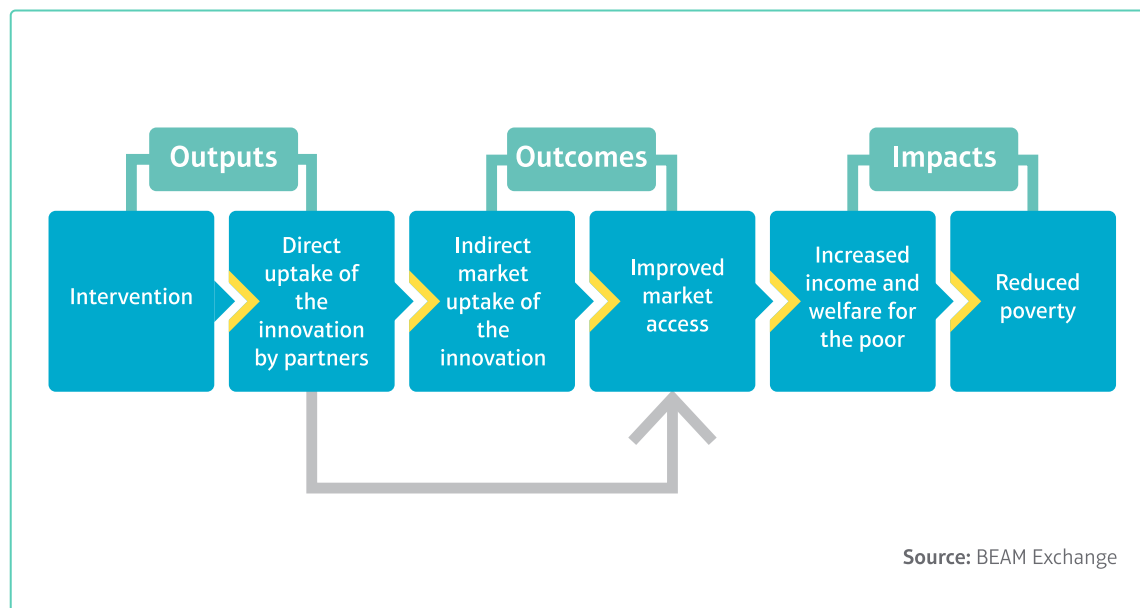 Outputs
Outcomes
Impacts
Intervention
Direct
uptake of
the
innovation
by partners
Indirect
market
uptake of
the
innovation
Improved
market
access
Increased
income and
welfare for
the poor
Reduced
poverty
Source: BEAM Exchange